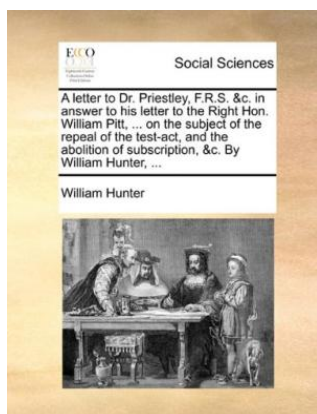 ECCO
Social Sciences
A letter to Dr. Priestley, F.R.S. &c. in
answer to his letter to the Right Hon.
William Pitt, ... on the subject of the
repeal of the test-act, and the
abolition of subscription, &c. By
William Hunter, ...
William Hunter